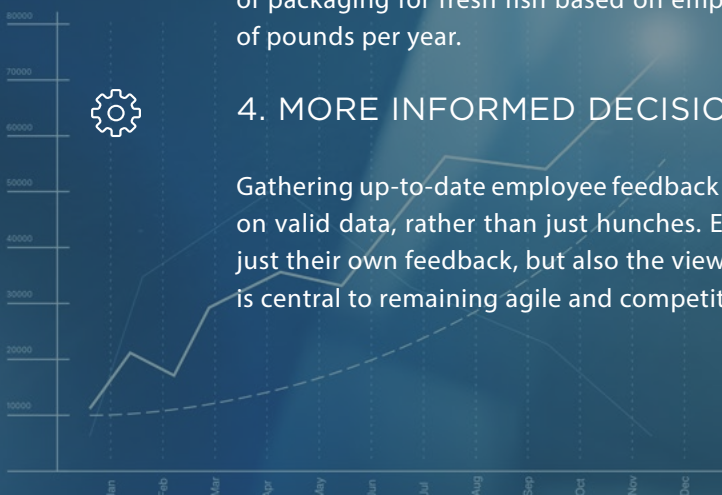 of packaging for fresh fish based on emp
of pounds per year.
4. MORE INFORMED DECISIO
Gathering up-to-date employee feedback
on valid data, rather than just hunches. E
just their own feedback, but also the view
is central to remaining agile and competit
80000
70000
60000
50000
40000
30000
20000
10000
Jan Feb Mar Apr May Jun Jul Aug Sep Oct Nov Dec